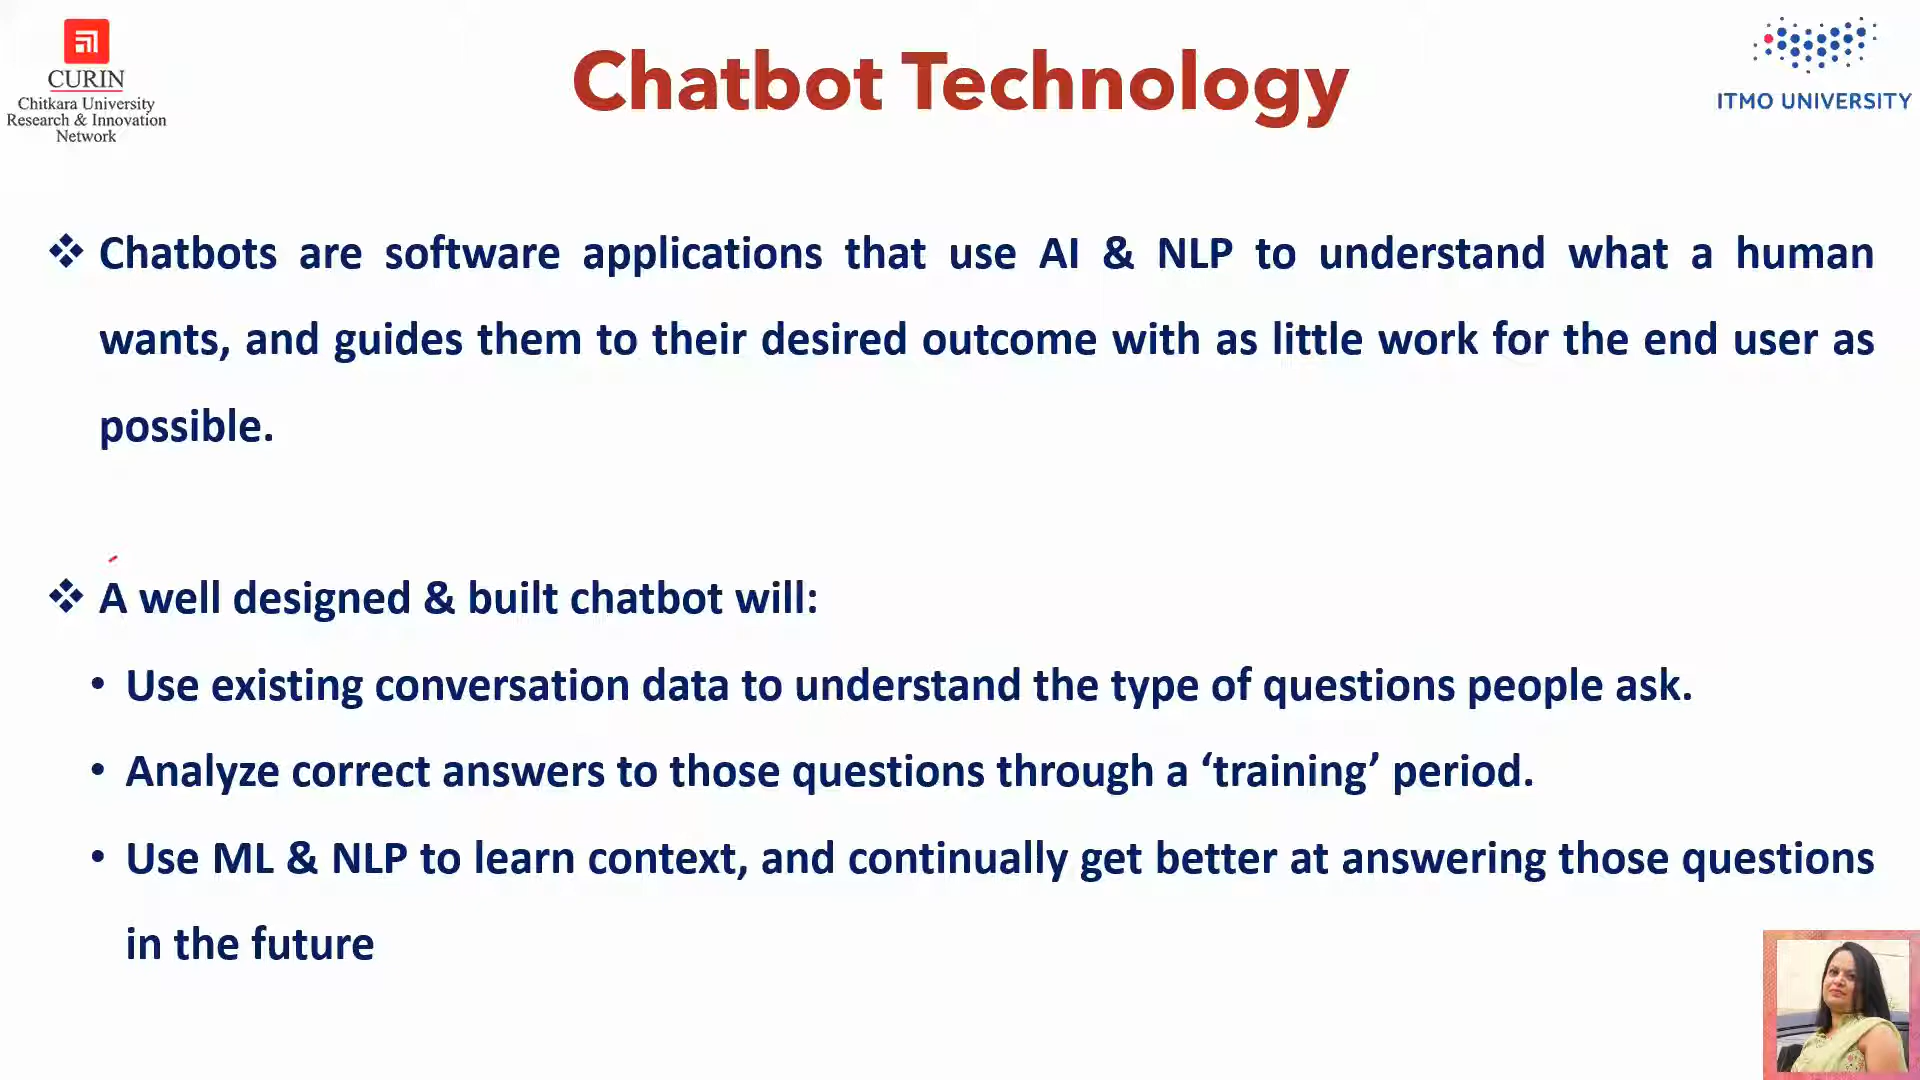 CURIN
Chitkara University
Research & Innovation
Network
Chatbot Technology
ITMO UNIVERSITY
❖ Chatbots are software applications that use AI & NLP to understand what a human
wants, and guides them to their desired outcome with as little work for the end user as
possible.
❖ A well designed & built chatbot will:
• Use existing conversation data to understand the type of questions people ask.
• Analyze correct answers to those questions through a ‘training’ period.
• Use ML & NLP to learn context, and continually get better at answering those questions
in the future